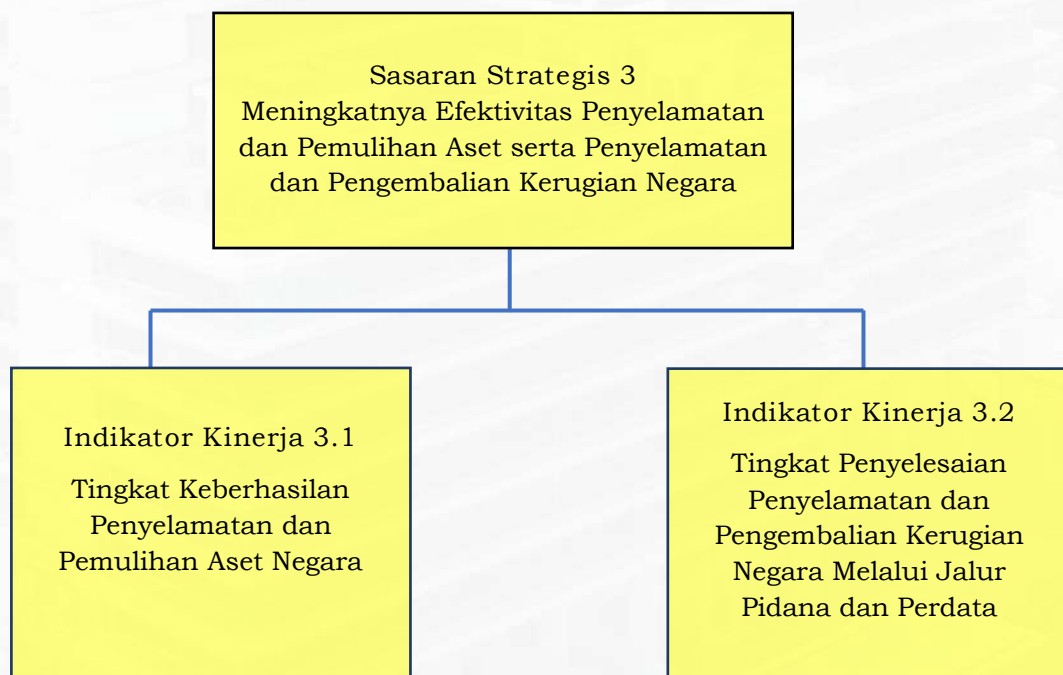 Sasaran Strategis 3
Meningkatnya Efektivitas Penyelamatan
dan Pemulihan Aset serta Penyelamatan
dan Pengembalian Kerugian Negara
Indikator Kinerja 3.1
Tingkat Keberhasilan
Penyelamatan dan
Pemulihan Aset Negara
Indikator Kinerja 3.2
Tingkat Penyelesaian
Penyelamatan dan
Pengembalian Kerugian
Negara Melalui Jalur
Pidana dan Perdata